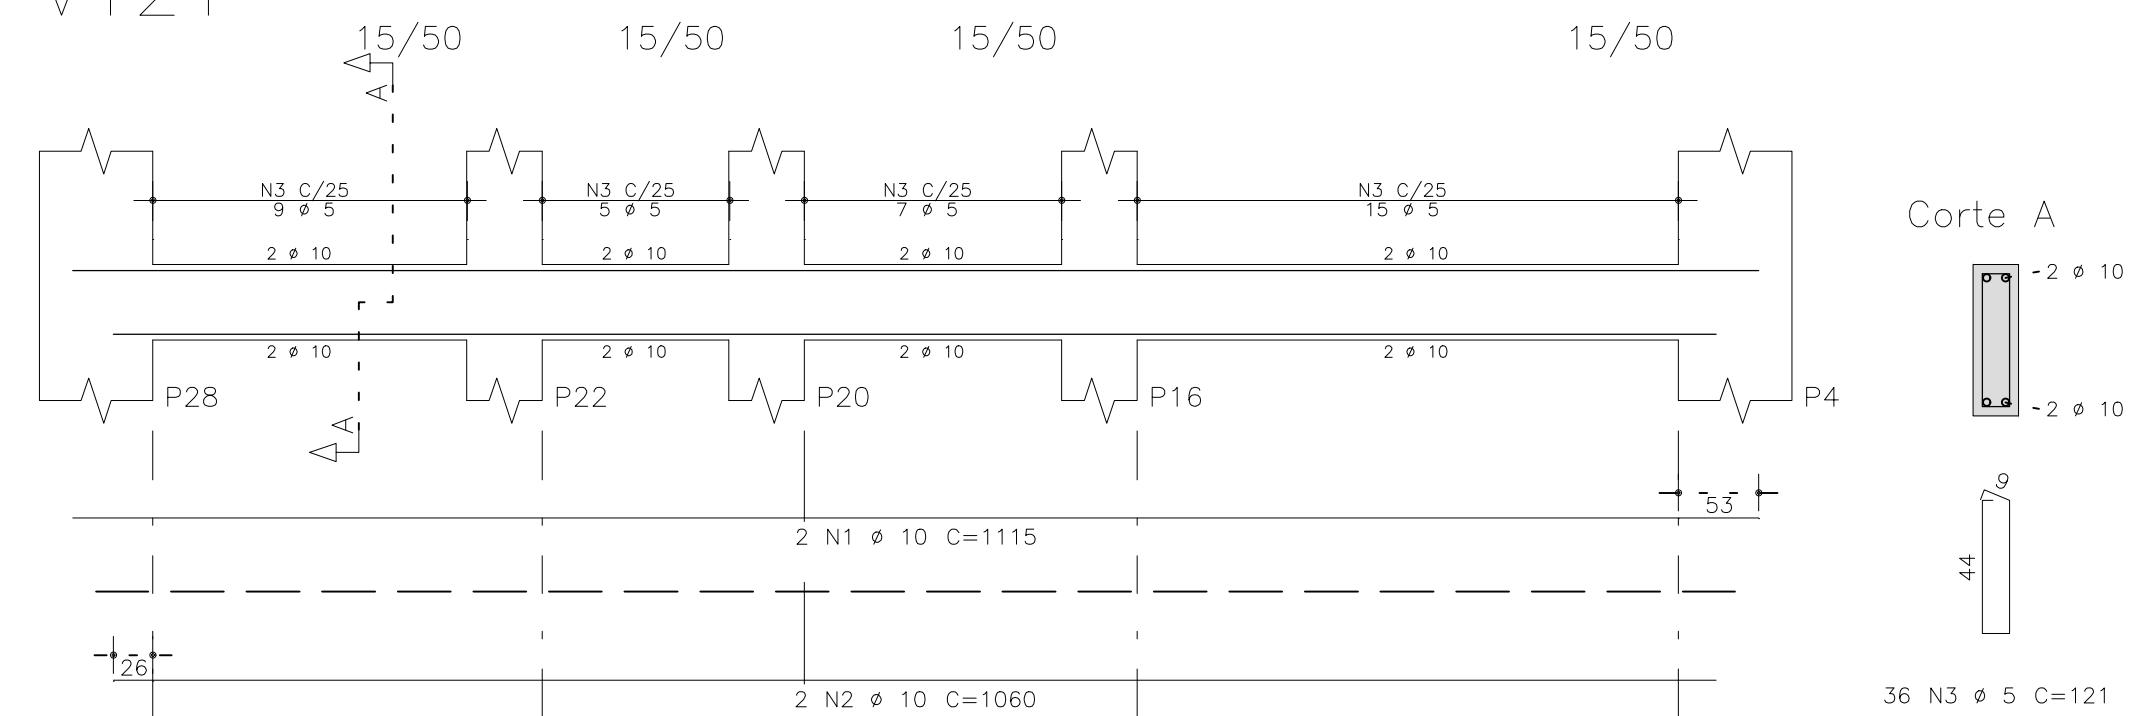 15/50 15/50 15/50 15/50
A
N3 C/25 N3 C/25 N3 C/25 N3 C/25
9 ø 5 5 ø 5 7 ø 5 15 ø 5
Corte A
2 ø 10 2 ø 10 2 ø 10 2 ø 10
2 ø 10
2 ø 10 2 ø 10 2 ø 10 2 ø 10
P28 P22 P20 P16 P4
2 ø 10
A
9
53
2 N1 ø 10 C=1115
44
26
2 N2 ø 10 C=1060
36 N3 ø 5 C=121